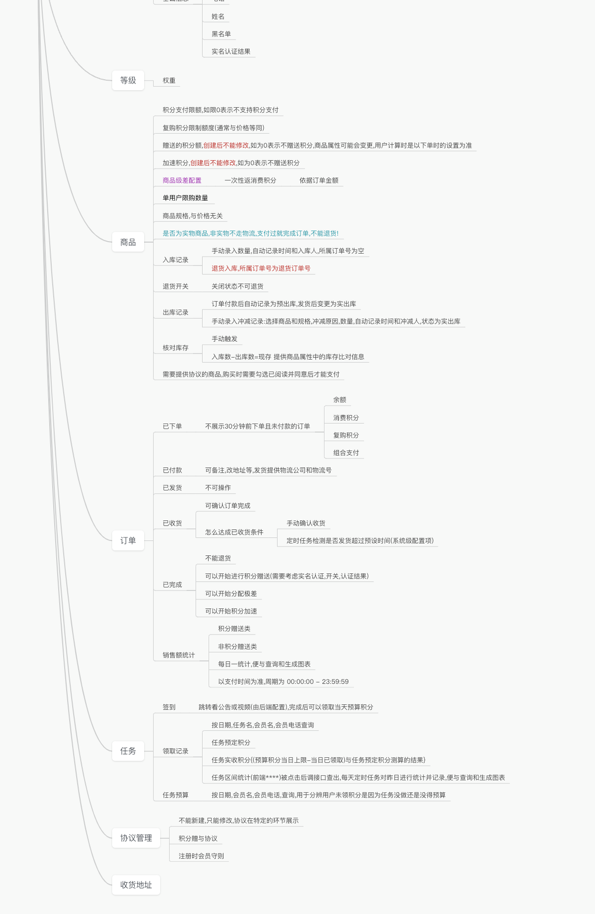 姓名
黑名单
实名认证结果
等级
权重
商品
积分支付限额,如限0表示不支持积分支付
复购积分限制额度(通常与价格等同)
赠送的积分额,创建后不能修改,如为0表示不赠送积分,商品属性可能会变更,用户计算时是以下单时的设置为准
加速积分,创建后不能修改,如为0表示不赠送积分
商品级差配置
一次性返消费积分
依据订单金额
单用户限购数量
商品规格,与价格无关
是否为实物商品,非实物不走物流,支付过就完成订单,不能退货!
入库记录
手动录入数量,自动记录时间和入库人,所属订单号为空
退货入库,所属订单号为退货订单号
退货开关
关闭状态不可退货
出库记录
订单付款后自动记录为预出库,发货后变更为实出库
手动录入冲减记录:选择商品和规格,冲减原因,数量,自动记录时间和冲减人,状态为实出库
核对库存
手动触发
入库数-出库数=现存 提供商品属性中的库存比对信息
需要提供协议的商品,购买时需要勾选已阅读并同意后才能支付
订单
已下单
不展示30分钟前下单且未付款的订单
余额
消费积分
复购积分
组合支付
已付款
可备注,改地址等,发货提供物流公司和物流号
已发货
不可操作
已收货
可确认订单完成
怎么达成已收货条件
手动确认收货
定时任务检测是否发货超过预设时间(系统级配置项)
已完成
不能退货
可以开始进行积分赠送(需要考虑实名认证,开关,认证结果)
可以开始分配极差
可以开始积分加速
销售额统计
积分赠送类
非积分赠送类
每日一统计,便与查询和生成图表
以支付时间为准,周期为 00:00:00 ~ 23:59:59
任务
签到
跳转看公告或视频(由后端配置),完成后可以领取当天预算积分
领取记录
按日期,任务名,会员名,会员电话查询
任务预定积分
任务实收积分((预算积分当日上限-当日已领取)与任务预定积分测算的结果)
任务区间统计(前端****)被点击后调接口查出,每天定时任务对昨日进行统计并记录,便与查询和生成图表
任务预算
按日期,会员名,会员电话,查询,用于分辨用户未领积分是因为任务没做还是没得预算
协议管理
不能新建,只能修改,协议在特定的环节展示
积分赠与协议
注册时会员守则
收货地址